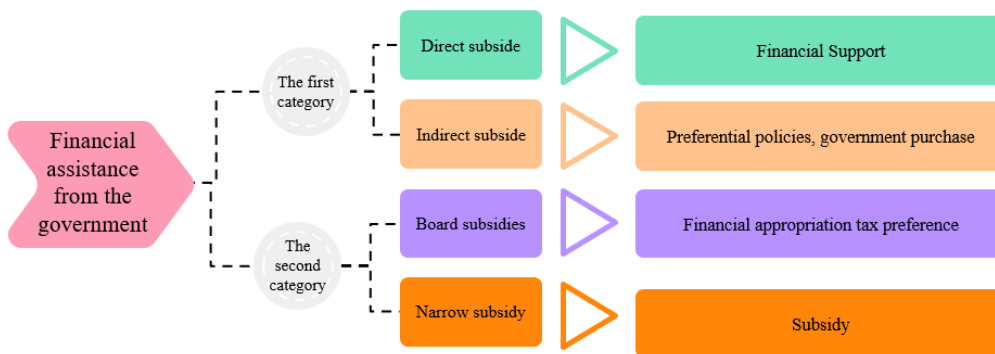 Financial
assistance
from the
government
The first
category
Direct subside
Financial Support
Indirect subside
Preferential policies, government purchase
The
second
category
Board subsidies
Financial appropriation tax preference
Narrow subsidy
Subsidy